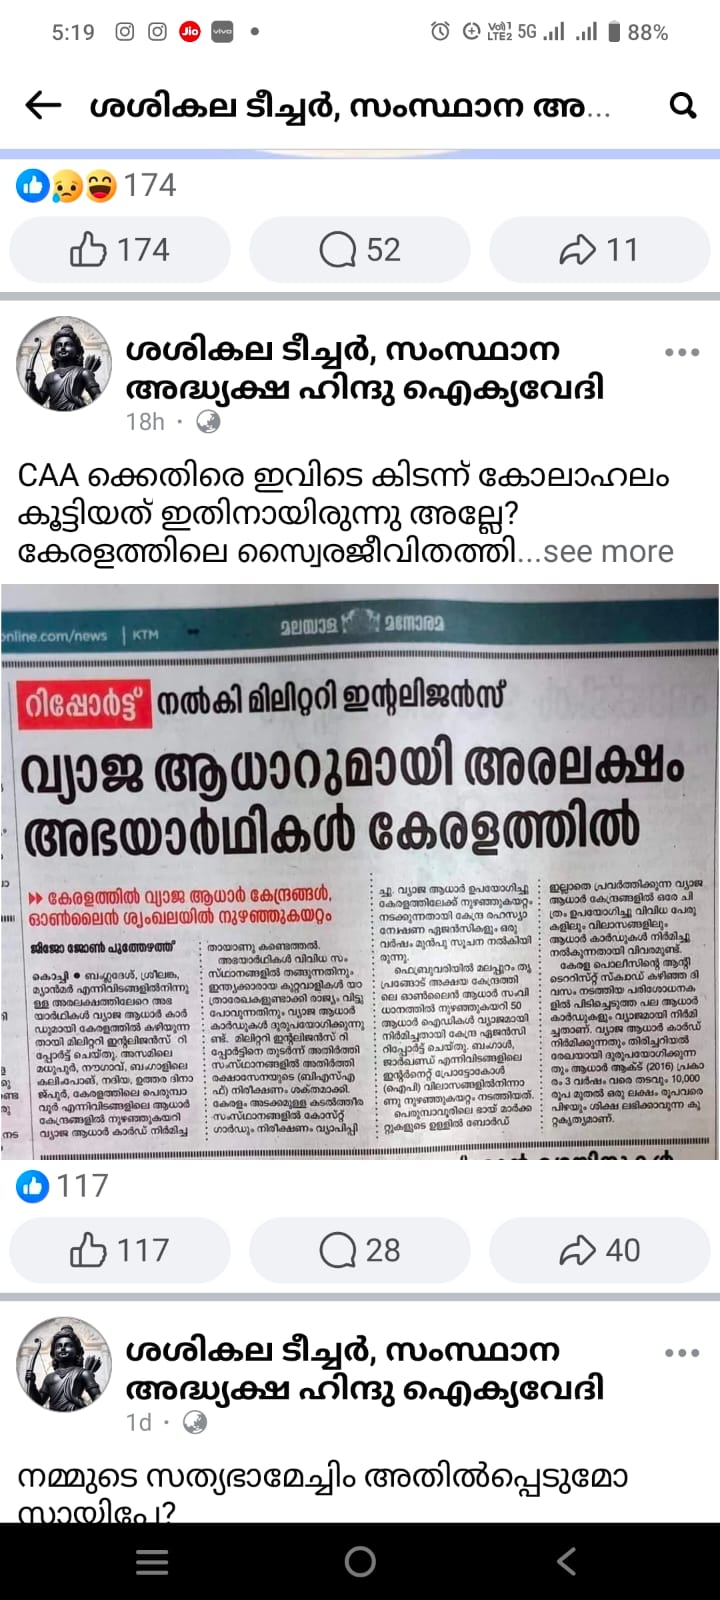 5:19
Jio
vivo
Vo)) 1
LTE2
5G
88%
ശശികല ടീച്ചർ, സംസ്ഥാന അ...
174
174
52
11
ശശികല ടീച്ചർ, സംസ്ഥാന
അദ്ധ്യക്ഷ ഹിന്ദു ഐക്യവേദി
18h
CAA ക്കെതിരെ ഇവിടെ കിടന്ന് കോലാഹലം
കൂട്ടിയത് ഇതിനായിരുന്നു അല്ലേ?
കേരളത്തിലെ സ്വൈരജീവിതത്തി...see more
online.com/news | KTM
മലയാള മനോരമ
റിപ്പോർട്ട് നൽകി മിലിറ്ററി ഇന്റലിജൻസ്
വ്യാജ ആധാറുമായി അരലക്ഷം
അഭയാർഥികൾ കേരളത്തിൽ
കേരളത്തിൽ വ്യാജ ആധാർ കേന്ദ്രങ്ങൾ,
ഓൺലൈൻ ശൃംഖലയിൽ നുഴഞ്ഞുകയറ്റം
ജിജോ ജോൺ പുത്തേഴത്ത്
കൊച്ചി ● ബംഗ്ലദേശ്, ശ്രീലങ്ക,
മ്യാൻമർ എന്നിവിടങ്ങളിൽനിന്നു
ള്ള അരലക്ഷത്തിലേറെ അഭ
യാർഥികൾ വ്യാജ ആധാർ കാർ
ഡുമായി കേരളത്തിൽ കഴിയുന്ന
തായി മിലിറ്ററി ഇന്റലിജൻസ് റി
പ്പോർട്ട് ചെയ്തു. അസമിലെ
മധുപുർ, നൗഗാവ്, ബംഗാളിലെ
കലിംപോങ്, നദിയ, ഉത്തര ദിനാ
ജ്പുർ, കേരളത്തിലെ പെരുമ്പാ
വൂർ എന്നിവിടങ്ങളിലെ ആധാർ
കേന്ദ്രങ്ങളിൽ നുഴഞ്ഞുകയറി
വ്യാജ ആധാർ കാർഡ് നിർമിച്ച
തായാണു കണ്ടെത്തൽ.
അഭയാർഥികൾ വിവിധ സം
സ്ഥാനങ്ങളിൽ തങ്ങുന്നതിനും
ഇന്ത്യക്കാരായ കുറ്റവാളികൾ യാ
ത്രാരേഖകളുണ്ടാക്കി രാജ്യം വിട്ടു
പോവുന്നതിനും വ്യാജ ആധാർ
കാർഡുകൾ ദുരുപയോഗിക്കുന്നു
ണ്ട്. മിലിറ്ററി ഇന്റലിജൻസ് റി
പ്പോർട്ടിനെ തുടർന്ന് അതിർത്തി
സംസ്ഥാനങ്ങളിൽ അതിർത്തി
രക്ഷാസേനയുടെ (ബിഎസ്എ
ഫ്) നിരീക്ഷണം ശക്തമാക്കി.
കേരളം അടക്കമുള്ള കടൽത്തീര
സംസ്ഥാനങ്ങളിൽ കോസ്റ്റ്
ഗാർഡും നിരീക്ഷണം വ്യാപിപ്പി
ച്ചു. വ്യാജ ആധാർ ഉപയോഗിച്ചു
കേരളത്തിലേക്ക് നുഴഞ്ഞുകയറ്റം
നടക്കുന്നതായി കേന്ദ്ര രഹസ്യാ
ന്വേഷണ ഏജൻസികളും ഒരു
വർഷം മുൻപു സൂചന നൽകിയി
രുന്നു.
ഫെബ്രുവരിയിൽ മലപ്പുറം തൃ
പ്രങ്ങോട് അക്ഷയ കേന്ദ്രത്തി
ലെ ഓൺലൈൻ ആധാർ സംവി
ധാനത്തിൽ നുഴഞ്ഞുകയറി 50
ആധാർ ഐഡികൾ വ്യാജമായി
നിർമിച്ചതായി കേന്ദ്ര ഏജൻസി
റിപ്പോർട്ട് ചെയ്തു. ബംഗാൾ,
ജാർഖണ്ഡ് എന്നിവിടങ്ങളിലെ
ഇന്റർനെറ്റ് പ്രോട്ടോകോൾ
(ഐപി) വിലാസങ്ങളിൽനിന്നാ
ണു നുഴഞ്ഞുകയറ്റം നടത്തിയത്.
പെരുമ്പാവൂരിലെ ഭായ് മാർക്ക
റ്റുകളുടെ ഉള്ളിൽ ബോർഡ്
ഇല്ലാതെ പ്രവർത്തിക്കുന്ന വ്യാജ
ആധാർ കേന്ദ്രങ്ങളിൽ ഒരേ ചി
ത്രം ഉപയോഗിച്ചു വിവിധ പേരു
കളിലും വിലാസങ്ങളിലും
ആധാർ കാർഡുകൾ നിർമിച്ചു
നൽകുന്നതായി വിവരമുണ്ട്.
കേരള പൊലീസിന്റെ ആന്റി
ടെററിസ്റ്റ് സ്ക്വാഡ് കഴിഞ്ഞ ദി
വസം നടത്തിയ പരിശോധനക
ളിൽ പിടിച്ചെടുത്ത പല ആധാർ
കാർഡുകളും വ്യാജമായി നിർമി
ച്ചതാണ്. വ്യാജ ആധാർ കാർഡ്
നിർമിക്കുന്നതും തിരിച്ചറിയൽ
രേഖയായി ദുരുപയോഗിക്കുന്ന
തും ആധാർ ആക്ട് (2016) പ്രകാ
രം 3 വർഷം വരെ തടവും 10,000
രൂപ മുതൽ ഒരു ലക്ഷം രൂപവരെ
പിഴയും ശിക്ഷ ലഭിക്കാവുന്ന കു
റ്റകൃത്യമാണ്.
117
117
28
40
ശശികല ടീച്ചർ, സംസ്ഥാന
അദ്ധ്യക്ഷ ഹിന്ദു ഐക്യവേദി
1d
നമ്മുടെ സത്യഭാമേച്ചിം അതിൽപ്പെടുമോ
സായിപ്പേ?